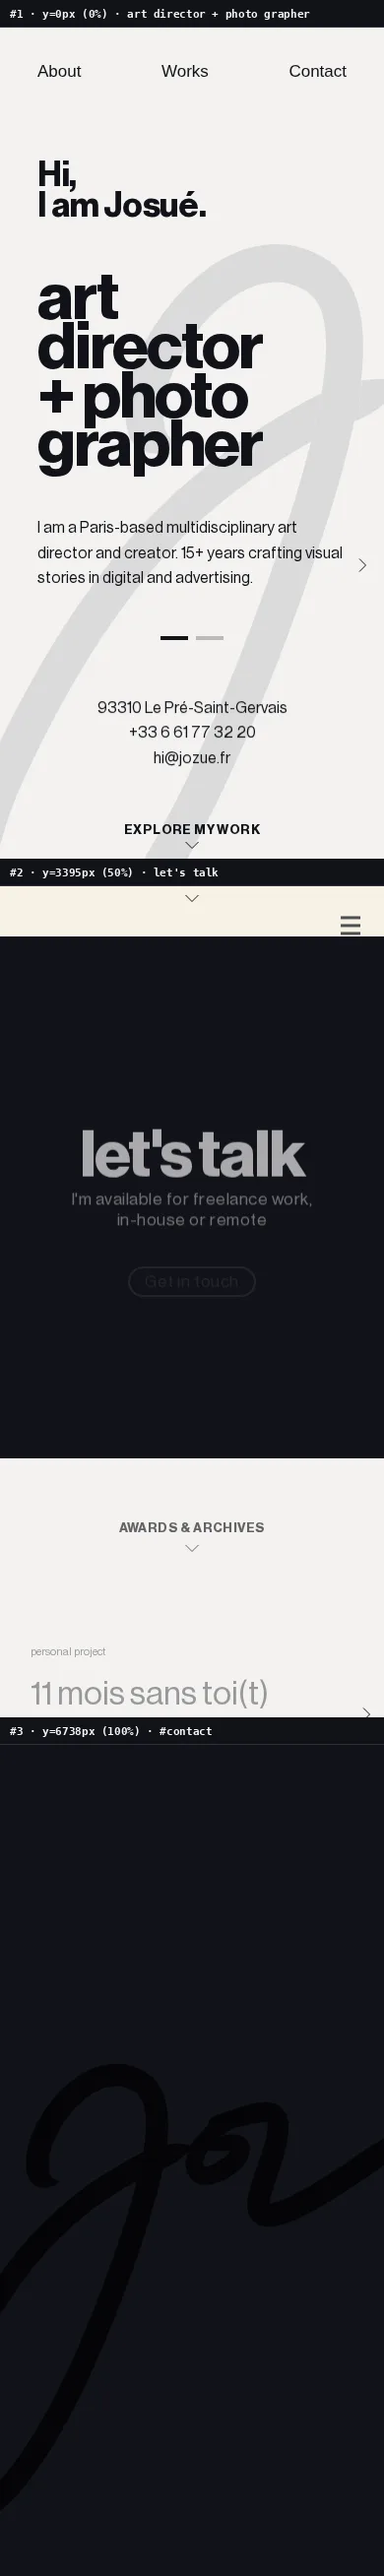 #1 · y=0px (0%) · art director + photo grapher
About Works Contact
Hi,
I am Josué.
art
director
+ photo
grapher
I am a Paris-based multidisciplinary art
director and creator. 15+ years crafting visual
stories in digital and advertising.
93310 Le Pré-Saint-Gervais
+33 6 61 77 32 20
hi@jozue.fr
EXPLORE MY WORK
#2 · y=3395px (50%) · let's talk
let's talk
I'm available for freelance work,
in-house or remote
Get in touch
AWARDS & ARCHIVES
personal project
11 mois sans toi(t)
#3 · y=6738px (100%) · #contact
Jo